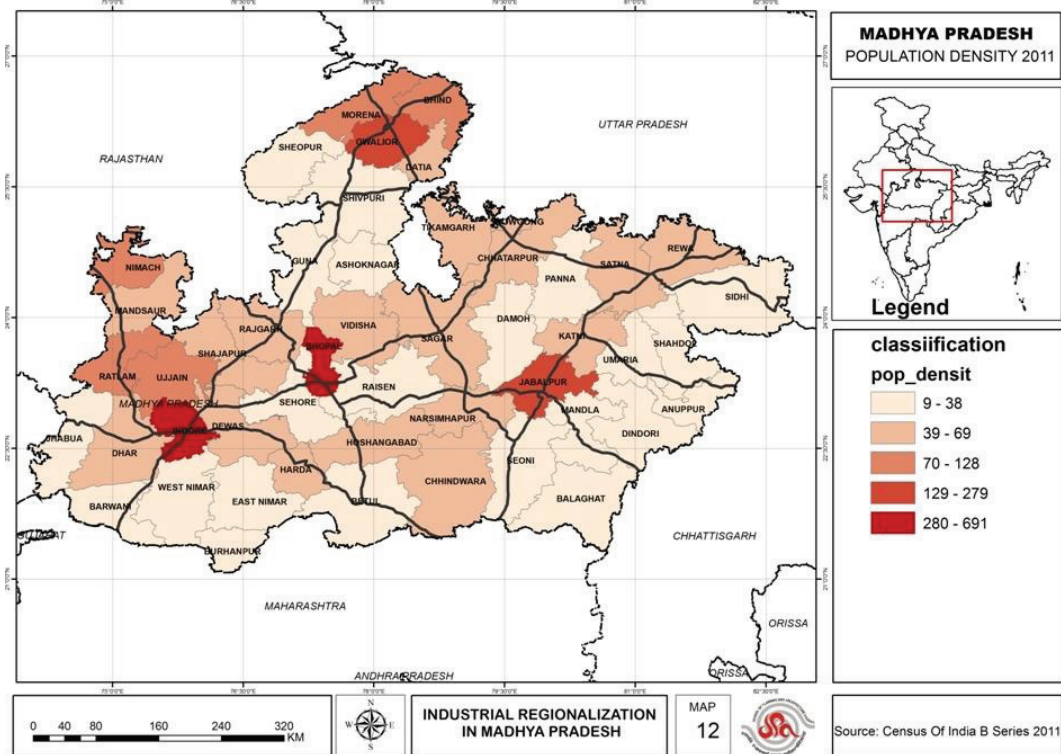 MADHYA PRADESH
POPULATION DENSITY 2011
RAJASTHAN
UTTAR PRADESH
BHIND
MORENA
GWALIOR
SHEOPUR
DATIA
SHIVPURI
TIKAMGARH
NOWGONG
CHHATARPUR
REWA
SATNA
GUNA
ASHOKNAGAR
PANNA
SIDHI
NIMACH
MANDSAUR
DAMOH
VIDISHA
RAJGARH
SAGAR
KATNI
SHAHDOL
UMARIA
BHOPAL
SHAJAPUR
RATLAM
UJJAIN
RAISEN
JABALPUR
SEHORE
MADHYA PRADESH
NARSIMHAPUR
MANDLA
ANUPPUR
INDORE
DEWAS
DINDORI
JHABUA
DHAR
HOSHANGABAD
SEONI
HARDA
CHHINDWARA
WEST NIMAR
EAST NIMAR
BETUL
BALAGHAT
BARWANI
GUJARAT
BURHANPUR
CHHATTISGARH
MAHARASHTRA
ORISSA
ANDHRA PRADESH
ORISSA
Legend
classiification
pop_densit
9 - 38
39 - 69
70 - 128
129 - 279
280 - 691
0 40 80 160 240 320
KM
N
W E
S
INDUSTRIAL REGIONALIZATION
IN MADHYA PRADESH
MAP
12
Source: Census Of India B Series 2011